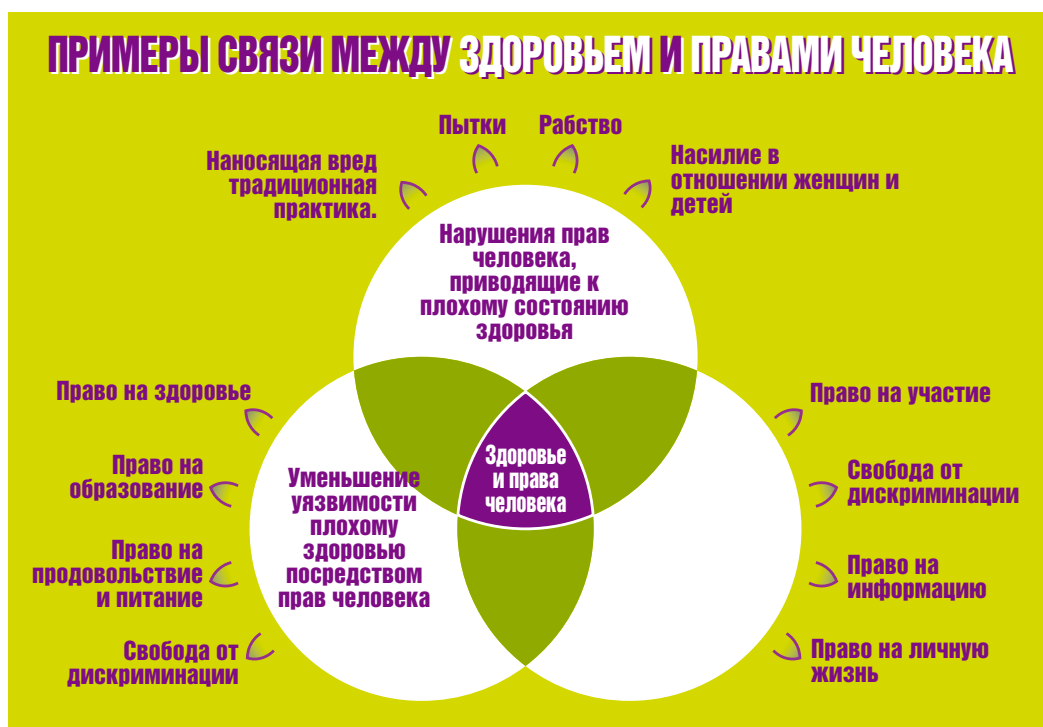 ПРИМЕРЫ СВЯЗИ МЕЖДУ ЗДОРОВЬЕМ И ПРАВАМИ ЧЕЛОВЕКА
Пытки
Рабство
Наносящая вред
традиционная
практика.
Насилие в
отношении женщин и
детей
Нарушения прав
человека,
приводящие к
плохому состоянию
здоровья
Право на здоровье
Право на
образование
Право на
продовольствие
и питание
Свобода от
дискриминации
Уменьшение
уязвимости
плохому
здоровью
посредством
прав человека
Здоровье
и права
человека
Право на участие
Свобода от
дискриминации
Право на
информацию
Право на личную
жизнь